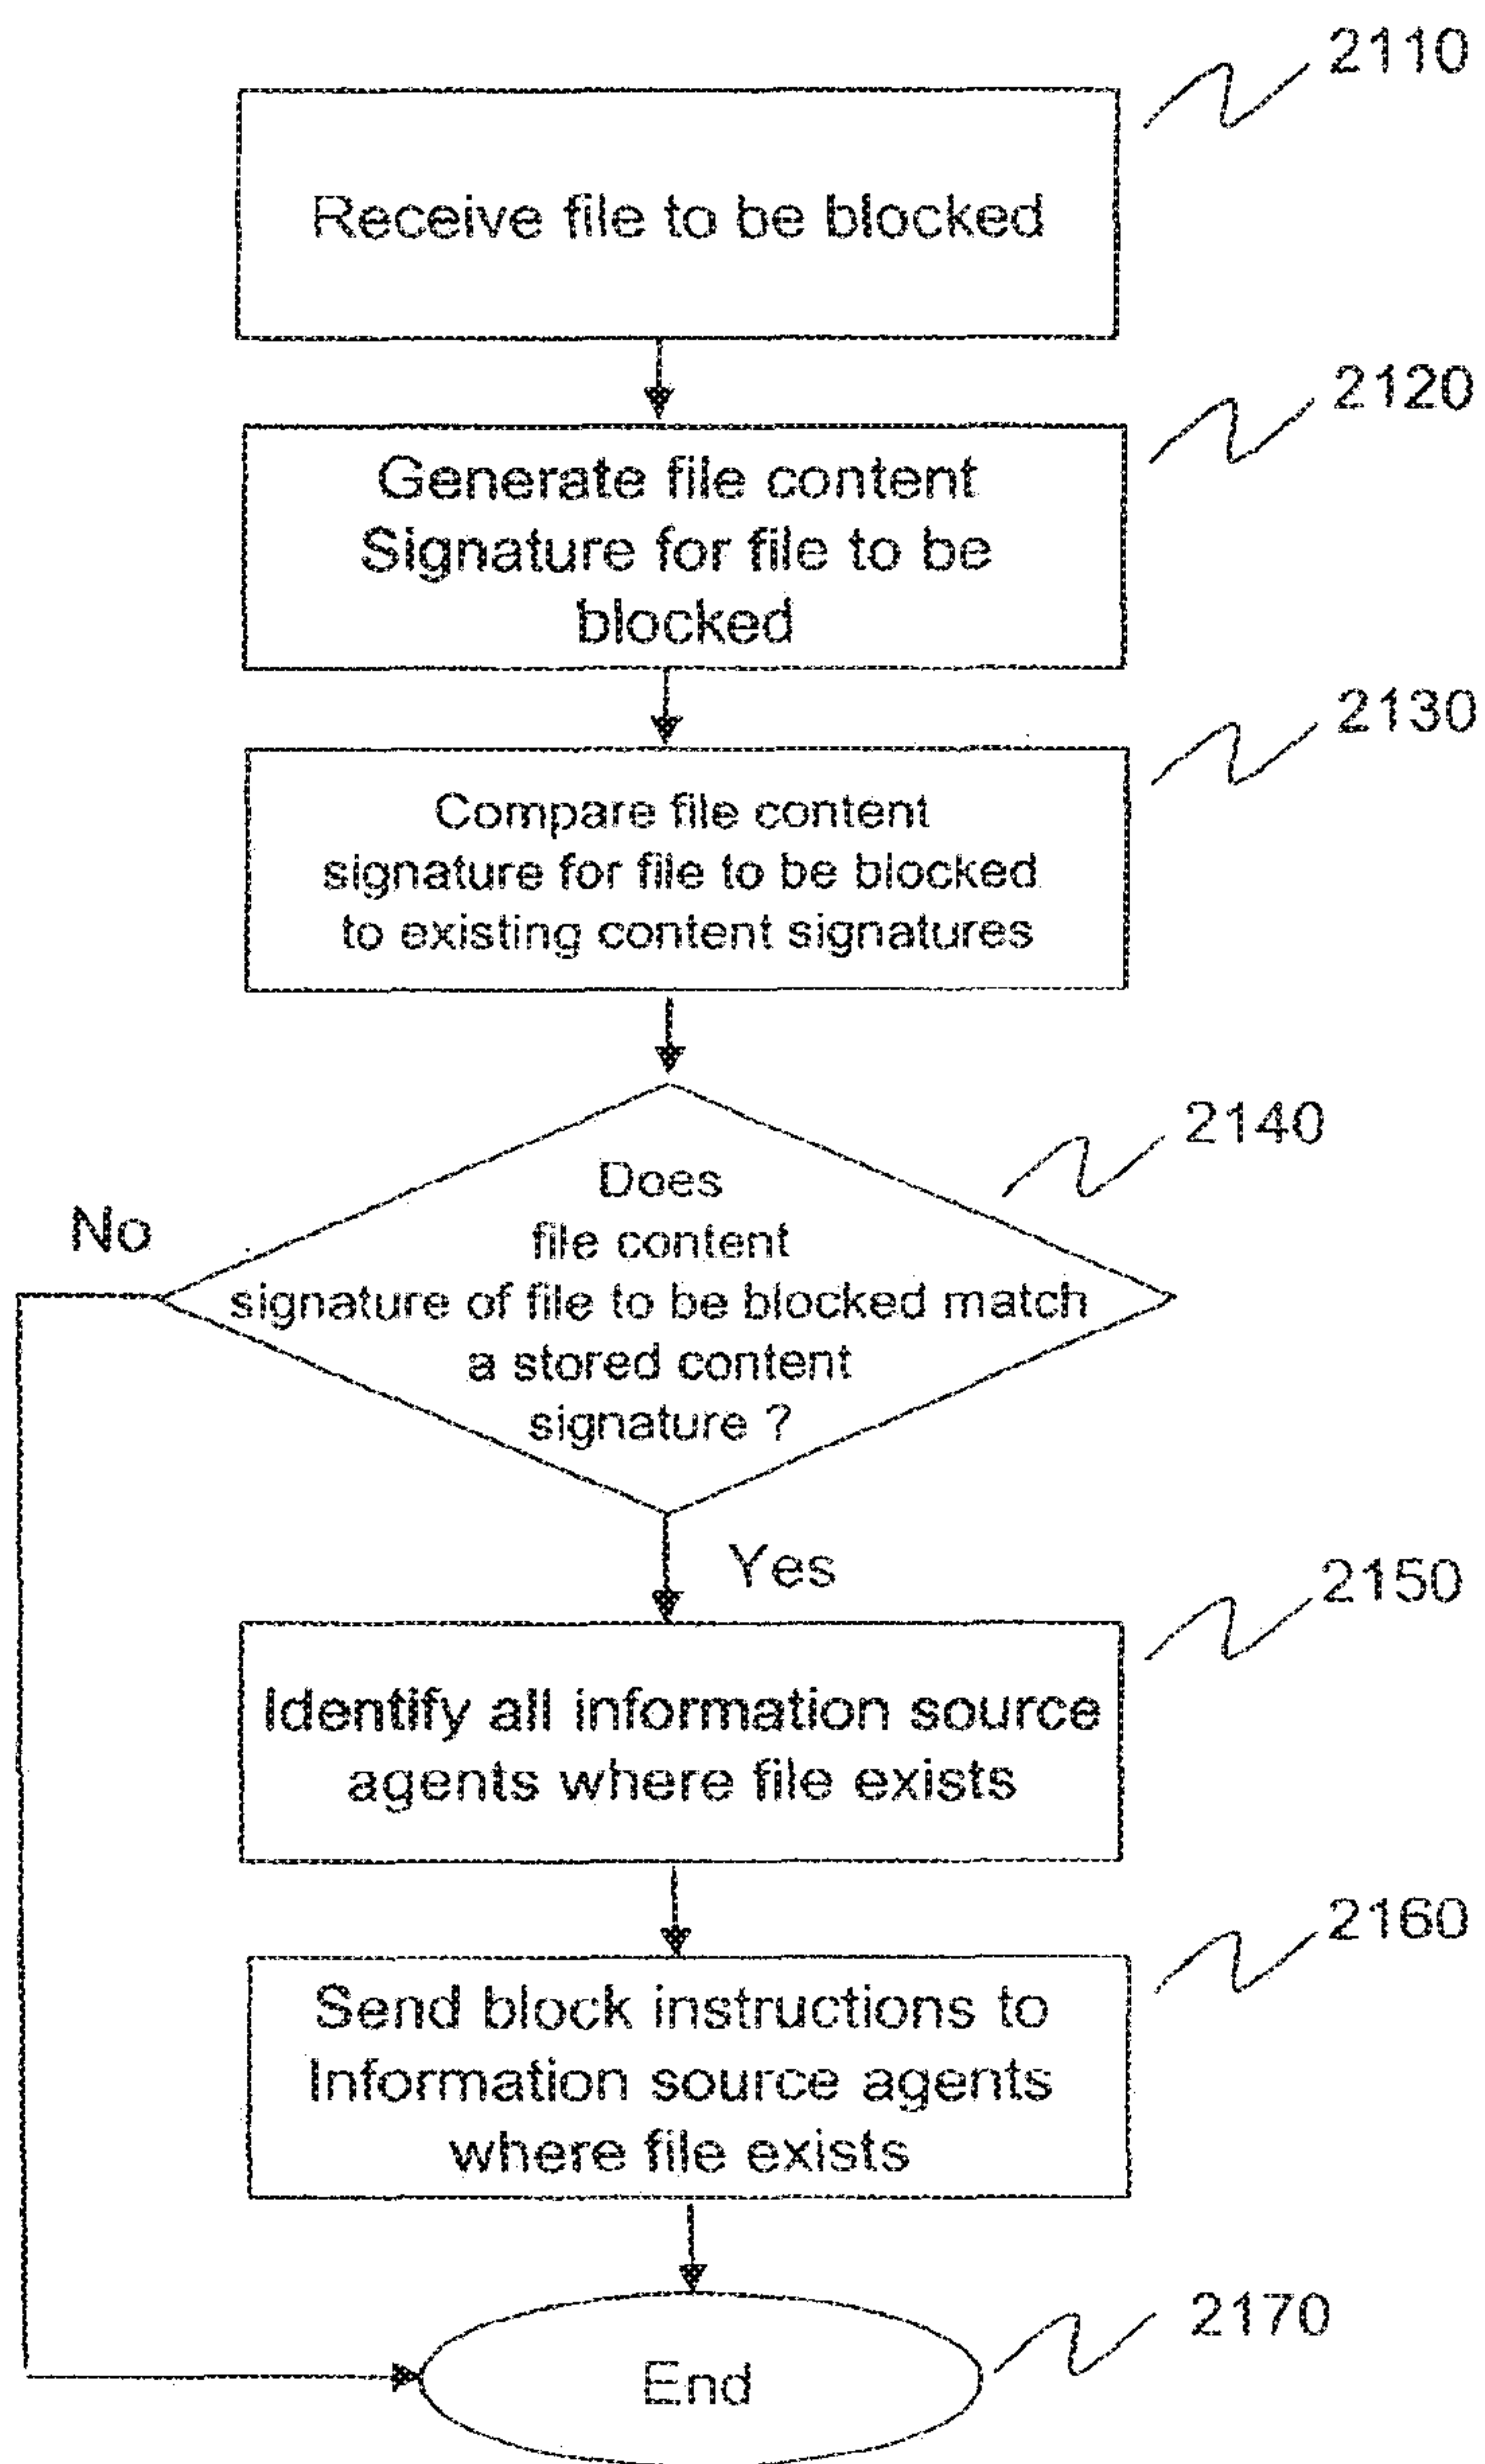 2110
Receive file to be blocked
2120
Generate file content
Signature for file to be
blocked
2130
Compare file content
signature for file to be blocked
to existing content signatures
2140
Does
file content
signature of file to be blocked match
a stored content
signature ?
No
Yes
2150
Identify all information source
agents where file exists
2160
Send block instructions to
Information source agents
where file exists
2170
End